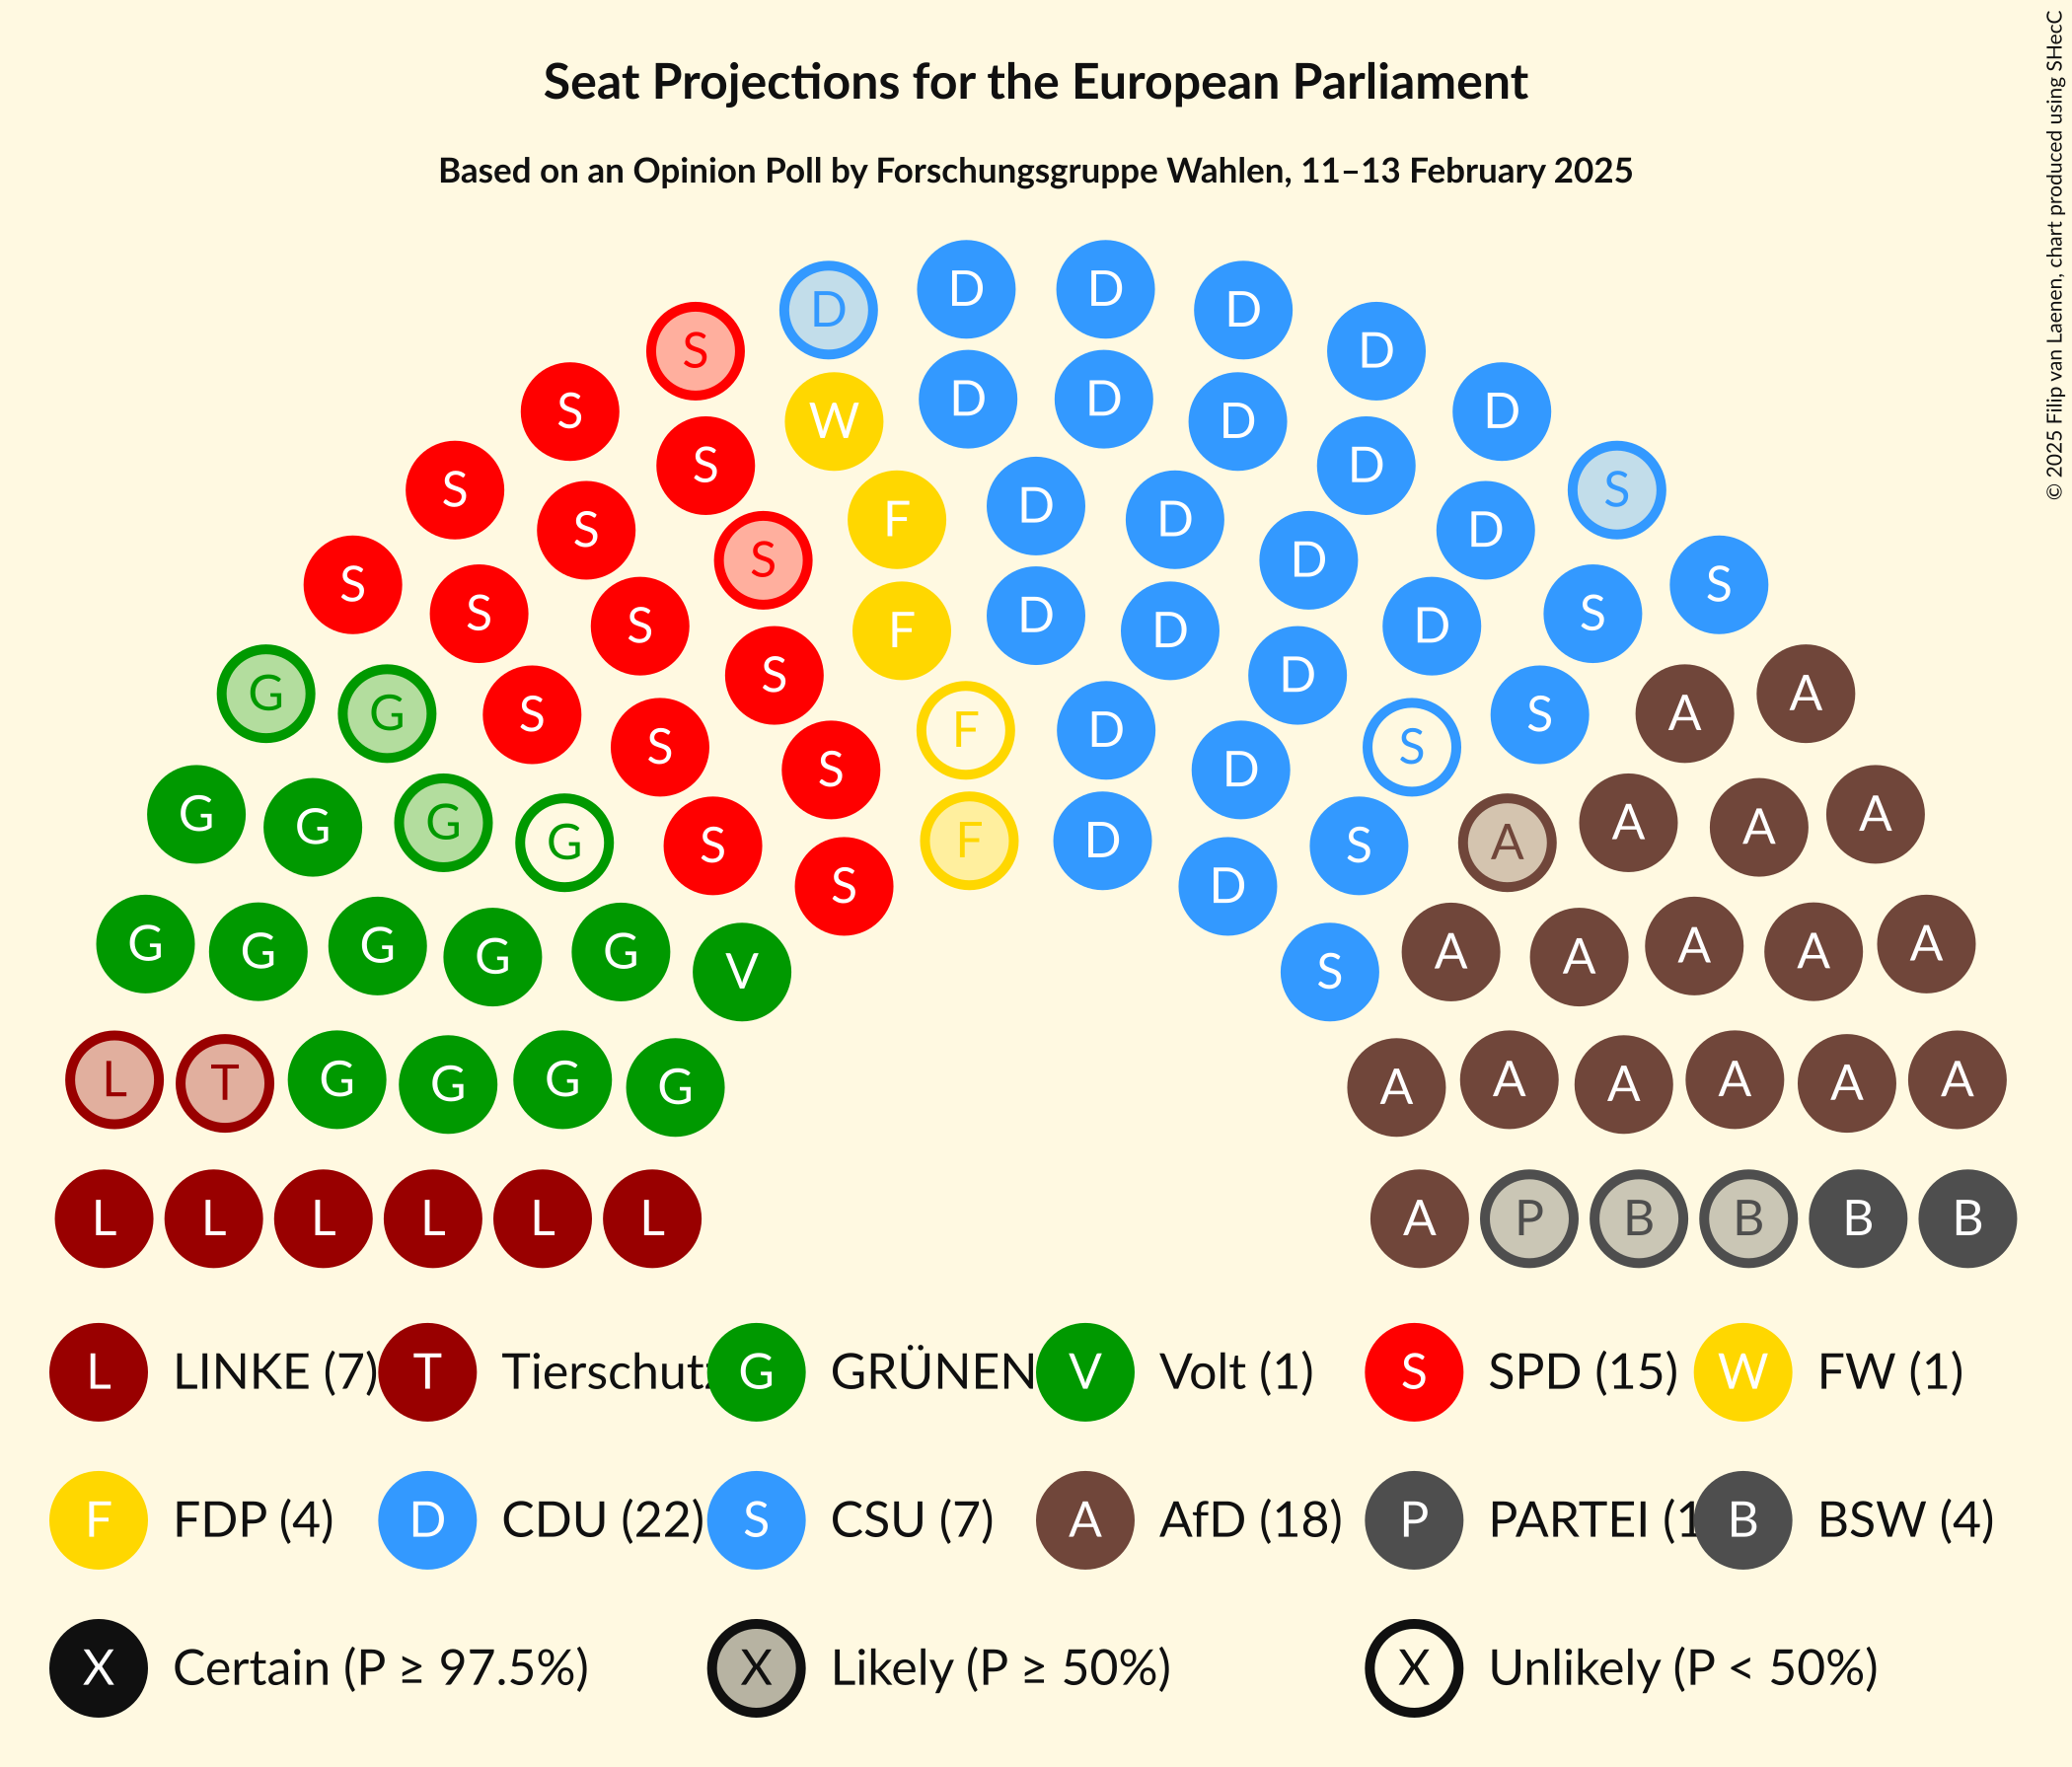 Seat Projections for the European Parliament
Based on an Opinion Poll by Forschungsgruppe Wahlen, 11–13 February 2025
© 2025 Filip van Laenen, chart produced using SHecC
D D
D D
S D
D D
S D
W D
S D
S S
D
F D
S D
S D
S S
S D S
S F D D
S D
G A
G S S A
F D
S S
S D
G A
G G A A
G S F D S A
S D
G G G G G A A A A A
V S
L T G G G G A A A A A A
L L L L L L A P B B B B
L LINKE (7) T Tierschutz G GRÜNEN V Volt (1) S SPD (15) W FW (1)
F FDP (4) D CDU (22) S CSU (7) A AfD (18) P PARTEI (1 B BSW (4)
X Certain (P ≥ 97.5%) X Likely (P ≥ 50%) X Unlikely (P < 50%)